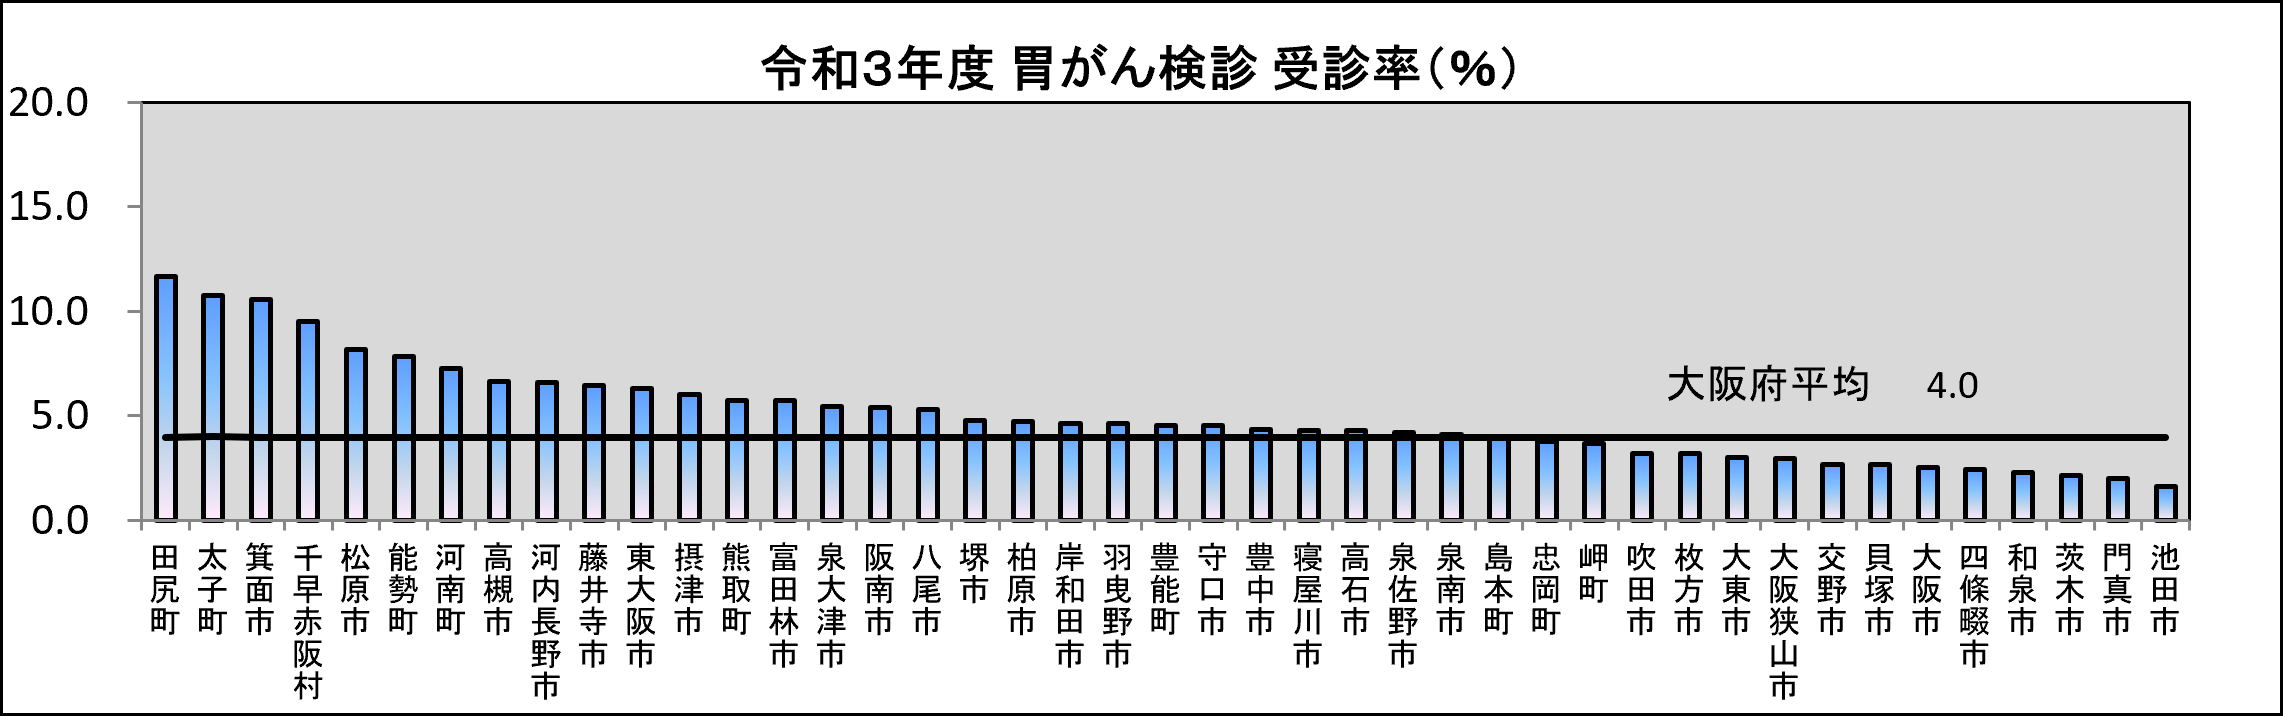 令和3年度 胃がん検診 受診率(%)
20.0
15.0
10.0
5.0
0.0
大阪府平均 4.0
田尻町
太子町
箕面市
千早赤阪村
松原市
能勢町
河南町
高槻市
河内長野市
藤井寺市
東大阪市
摂津市
熊取町
富田林市
泉大津市
阪南市
八尾市
堺市
柏原市
岸和田市
羽曳野市
豊能町
守口市
豊中市
寝屋川市
高石市
泉佐野市
泉南市
島本町
忠岡町
岬町
吹田市
枚方市
大東市
大阪狭山市
交野市
貝塚市
大阪市
四條畷市
和泉市
茨木市
門真市
池田市